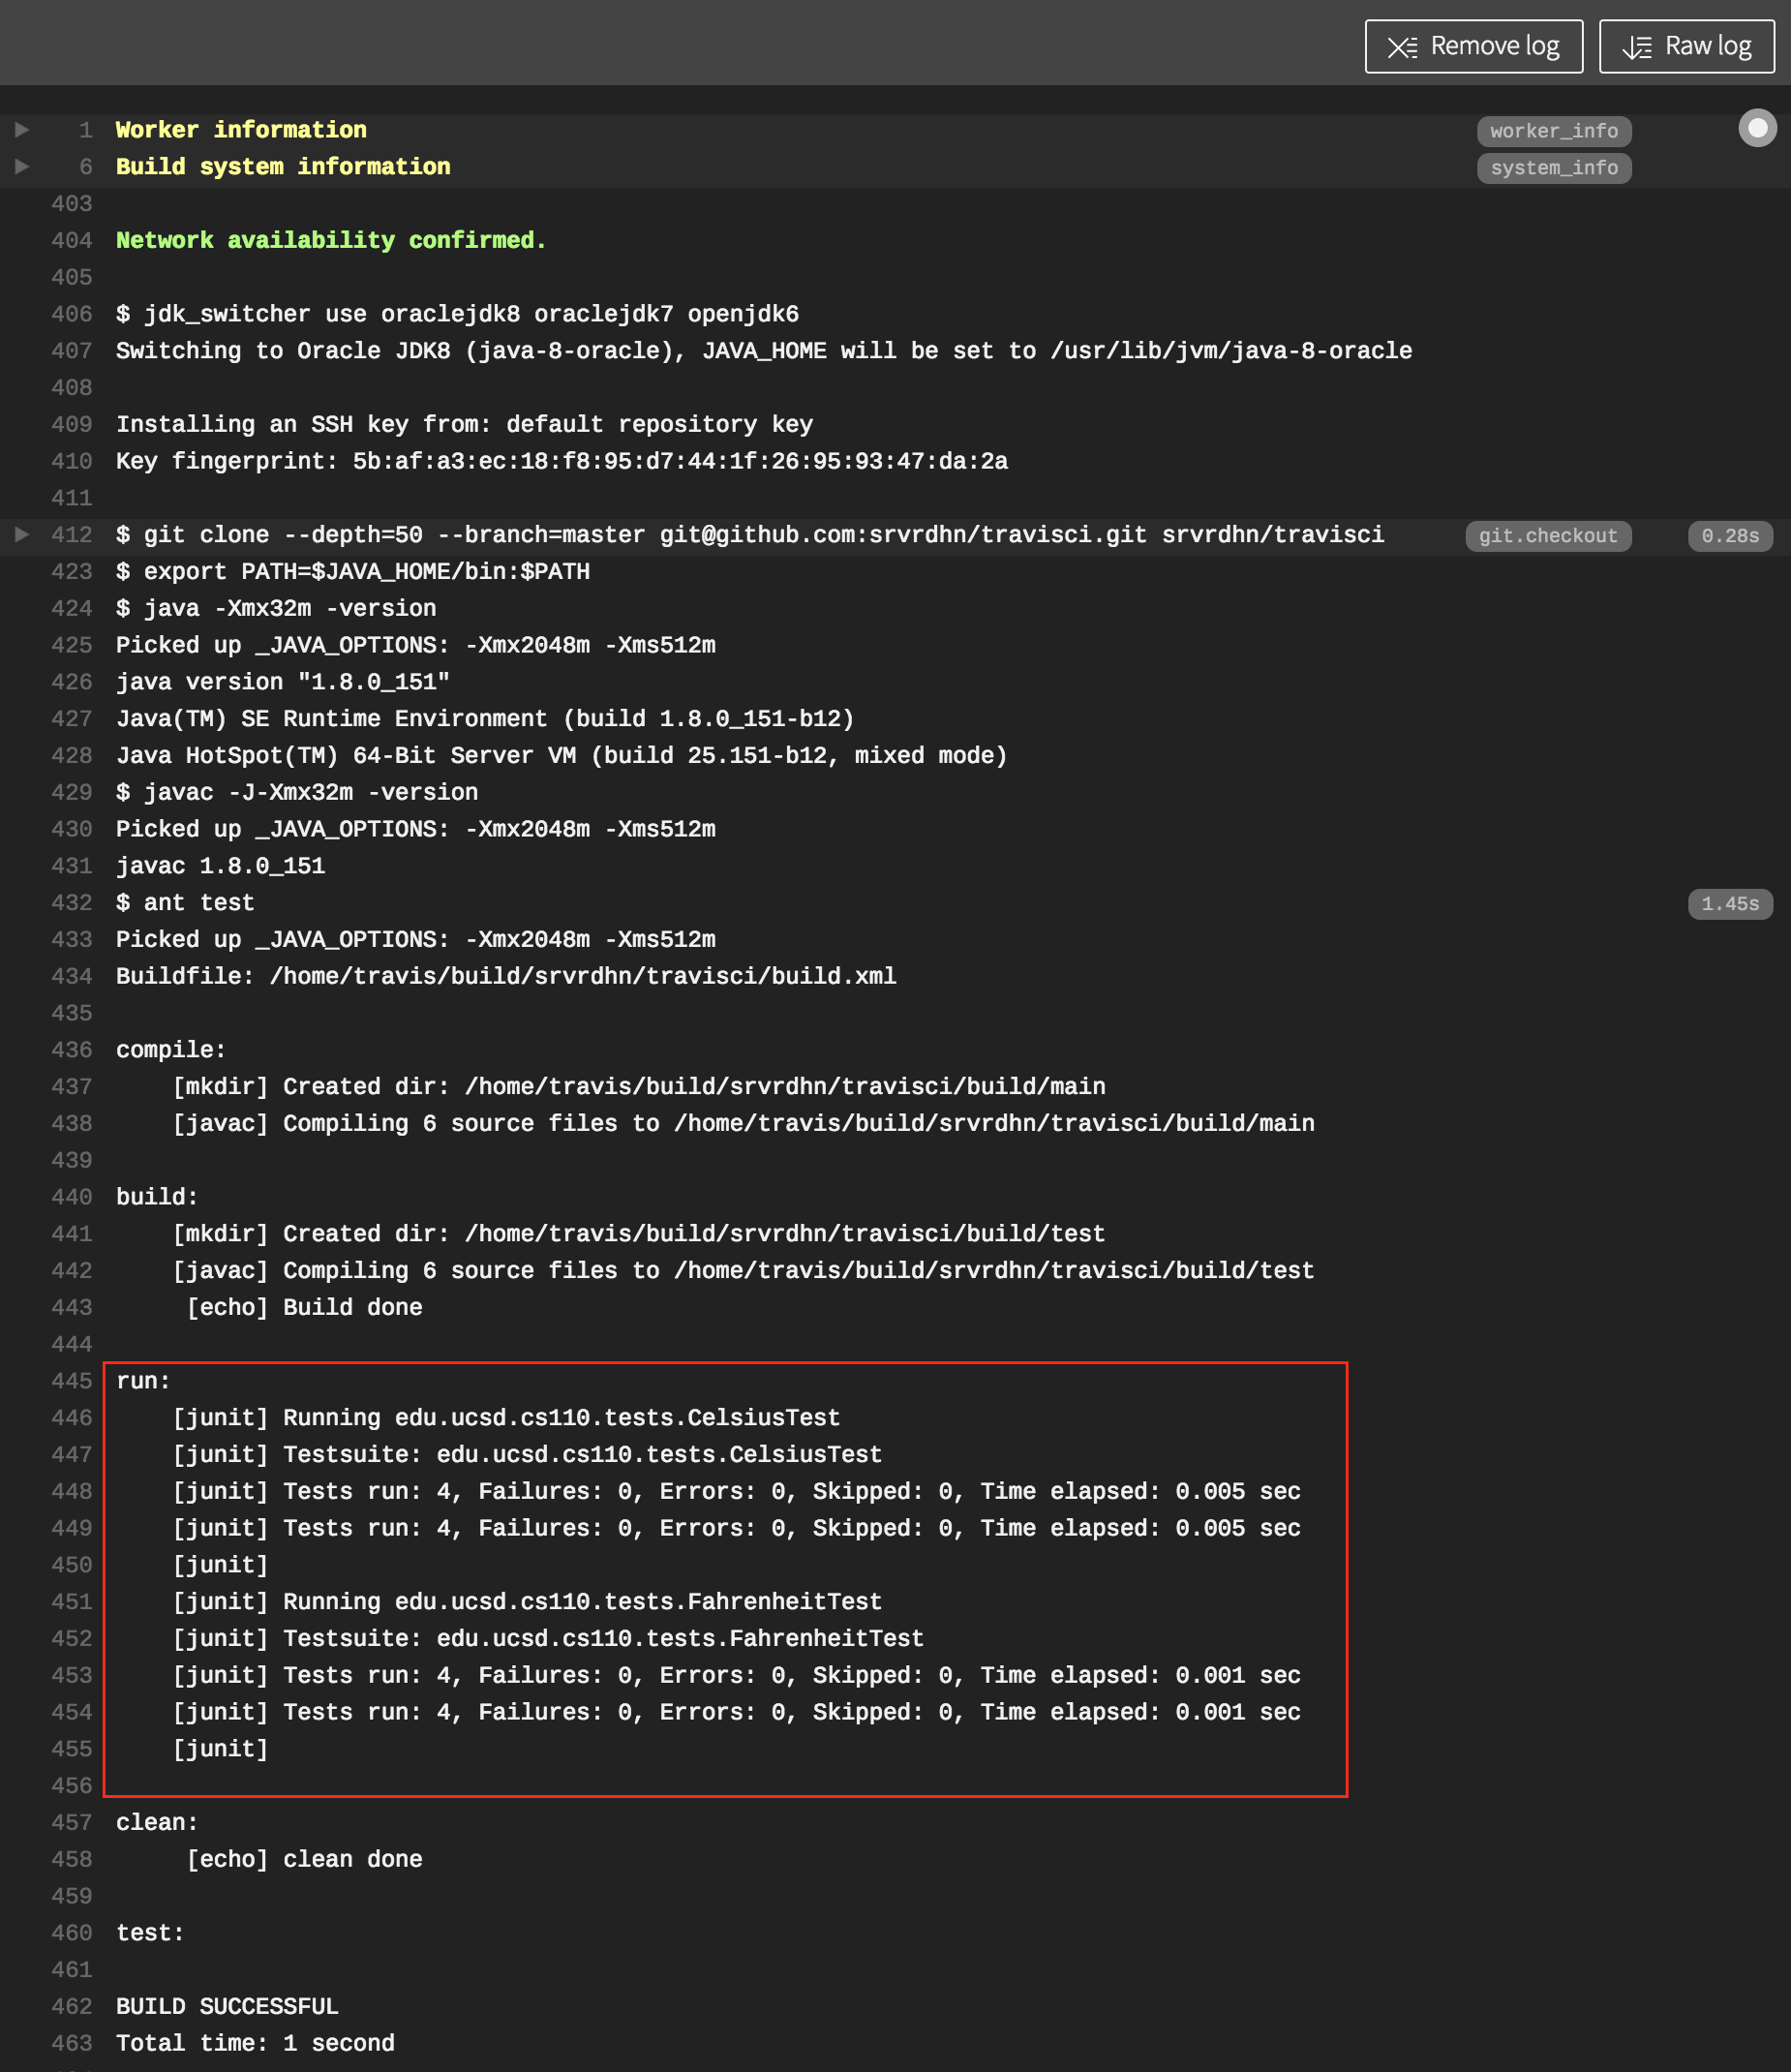 Remove log Raw log
1 Worker information worker_info
6 Build system information system_info
403
404 Network availability confirmed.
405
406 $ jdk_switcher use oraclejdk8 oraclejdk7 openjdk6
407 Switching to Oracle JDK8 (java-8-oracle), JAVA_HOME will be set to /usr/lib/jvm/java-8-oracle
408
409 Installing an SSH key from: default repository key
410 Key fingerprint: 5b:af:a3:ec:18:f8:95:d7:44:1f:26:95:93:47:da:2a
411
412 $ git clone --depth=50 --branch=master git@github.com:srvrdhn/travisci.git srvrdhn/travisci git.checkout 0.28s
423 $ export PATH=$JAVA_HOME/bin:$PATH
424 $ java -Xmx32m -version
425 Picked up _JAVA_OPTIONS: -Xmx2048m -Xms512m
426 java version "1.8.0_151"
427 Java(TM) SE Runtime Environment (build 1.8.0_151-b12)
428 Java HotSpot(TM) 64-Bit Server VM (build 25.151-b12, mixed mode)
429 $ javac -J-Xmx32m -version
430 Picked up _JAVA_OPTIONS: -Xmx2048m -Xms512m
431 javac 1.8.0_151
432 $ ant test 1.45s
433 Picked up _JAVA_OPTIONS: -Xmx2048m -Xms512m
434 Buildfile: /home/travis/build/srvrdhn/travisci/build.xml
435
436 compile:
437 [mkdir] Created dir: /home/travis/build/srvrdhn/travisci/build/main
438 [javac] Compiling 6 source files to /home/travis/build/srvrdhn/travisci/build/main
439
440 build:
441 [mkdir] Created dir: /home/travis/build/srvrdhn/travisci/build/test
442 [javac] Compiling 6 source files to /home/travis/build/srvrdhn/travisci/build/test
443 [echo] Build done
444
445 run:
446 [junit] Running edu.ucsd.cs110.tests.CelsiusTest
447 [junit] Testsuite: edu.ucsd.cs110.tests.CelsiusTest
448 [junit] Tests run: 4, Failures: 0, Errors: 0, Skipped: 0, Time elapsed: 0.005 sec
449 [junit] Tests run: 4, Failures: 0, Errors: 0, Skipped: 0, Time elapsed: 0.005 sec
450 [junit]
451 [junit] Running edu.ucsd.cs110.tests.FahrenheitTest
452 [junit] Testsuite: edu.ucsd.cs110.tests.FahrenheitTest
453 [junit] Tests run: 4, Failures: 0, Errors: 0, Skipped: 0, Time elapsed: 0.001 sec
454 [junit] Tests run: 4, Failures: 0, Errors: 0, Skipped: 0, Time elapsed: 0.001 sec
455 [junit]
456
457 clean:
458 [echo] clean done
459
460 test:
461
462 BUILD SUCCESSFUL
463 Total time: 1 second